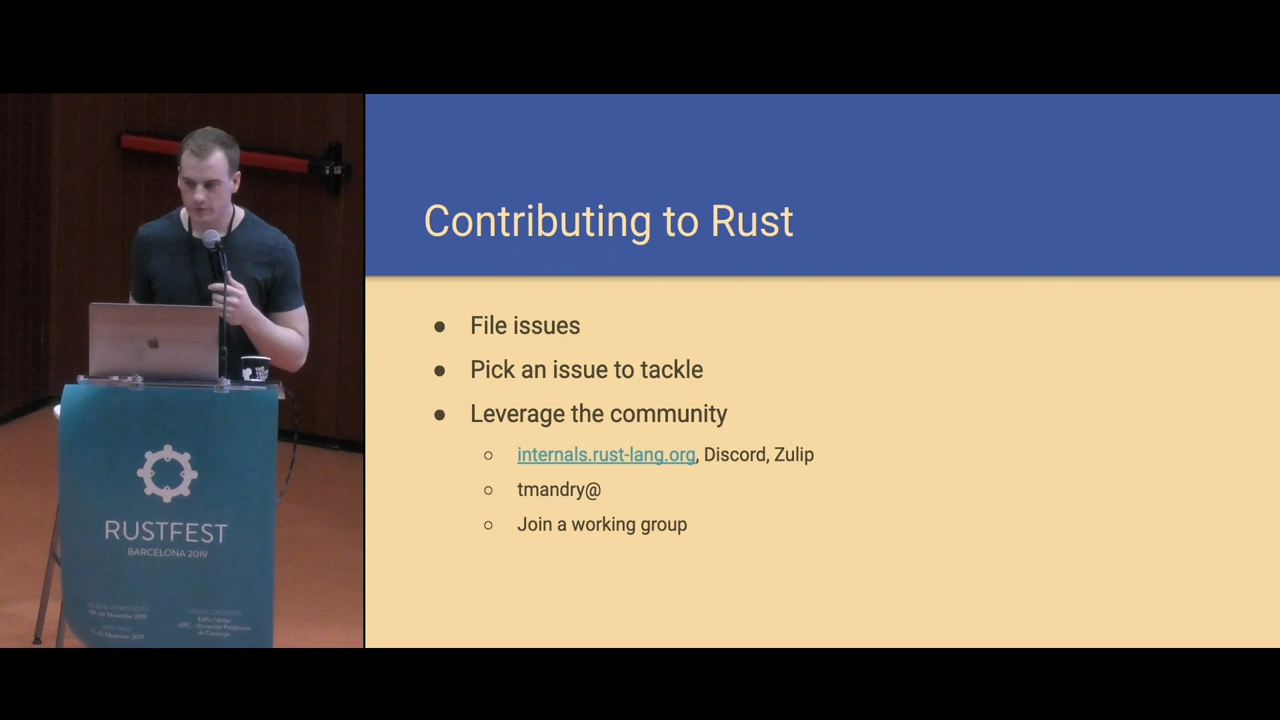 Contributing to Rust
● File issues
● Pick an issue to tackle
● Leverage the community
○ internals.rust-lang.org, Discord, Zulip
○ tmandry@
○ Join a working group
RUSTFEST
BARCELONA 2019